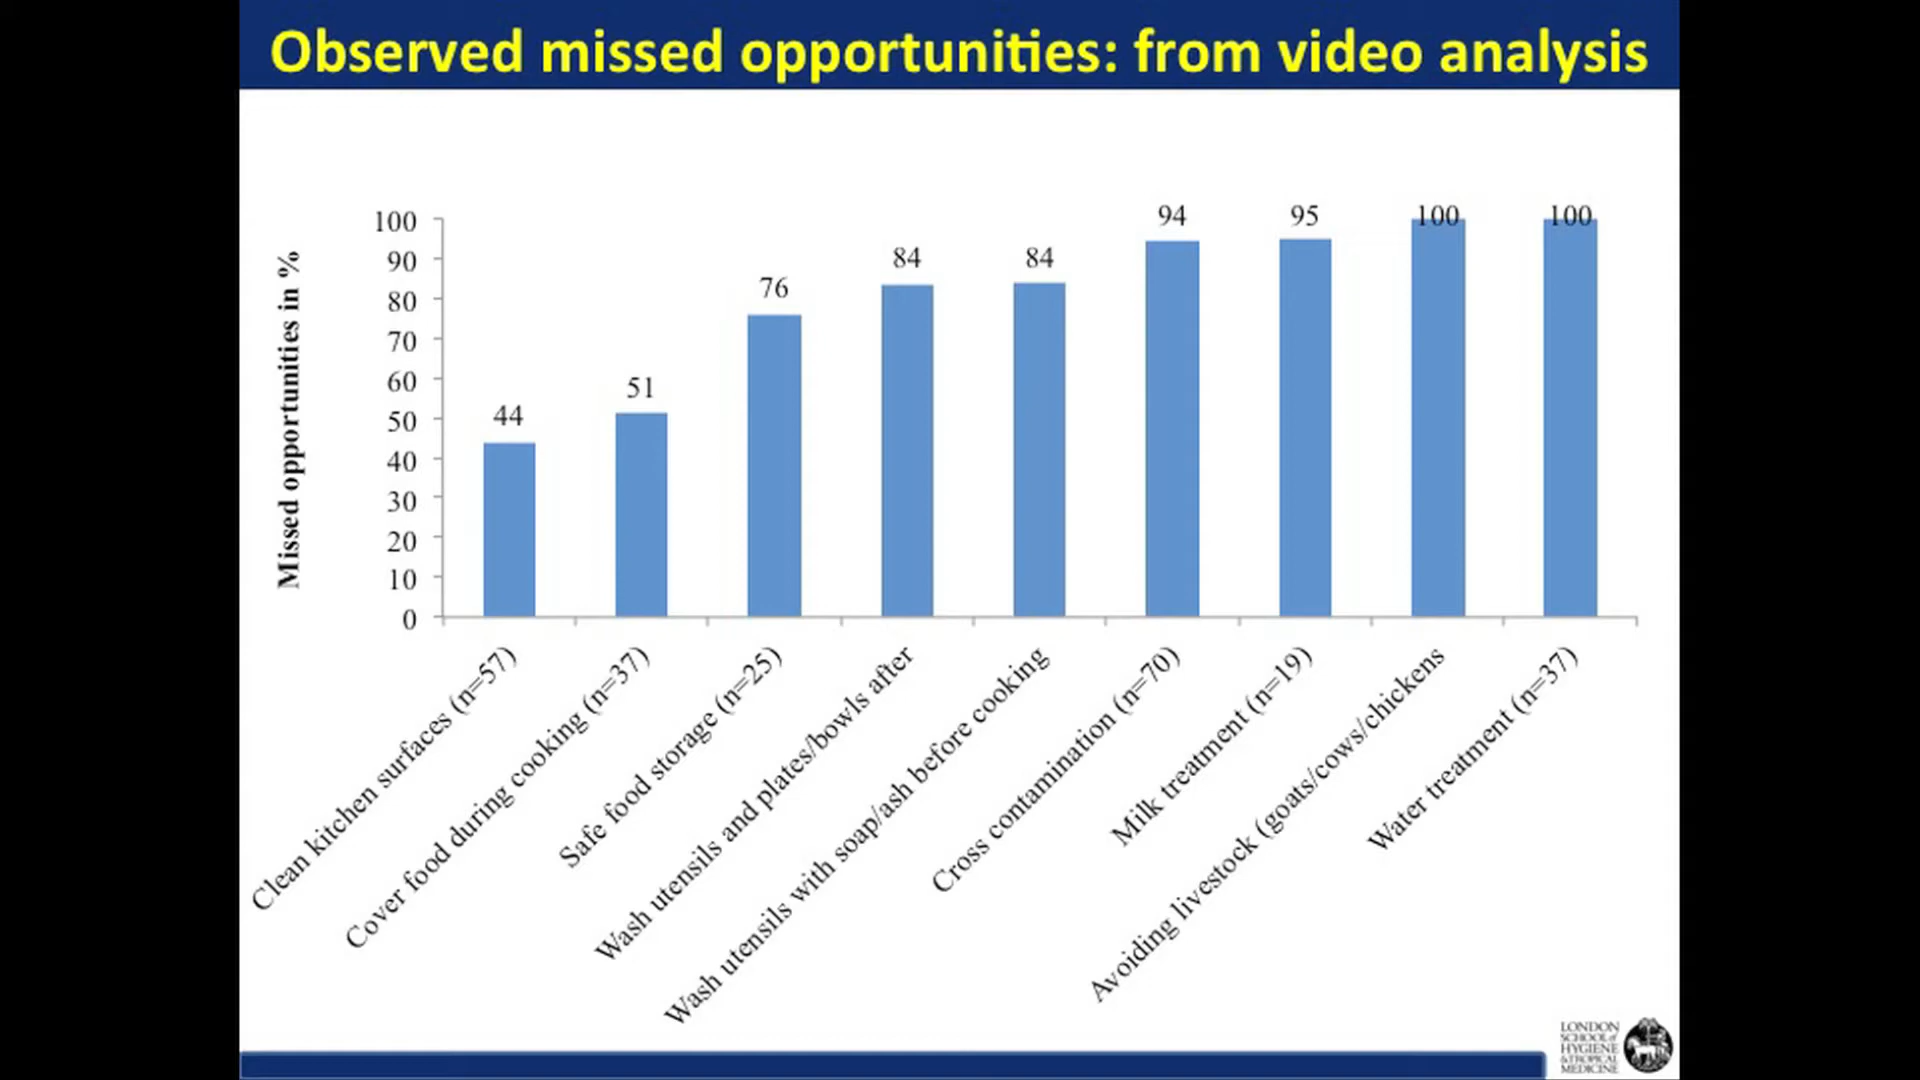 Observed missed opportunities: from video analysis
Missed opportunities in %
100
90
80
70
60
50
40
30
20
10
0
44
51
76
84
84
94
95
100
100
Clean kitchen surfaces (n=57)
Cover food during cooking (n=37)
Safe food storage (n=25)
Wash utensils and plates/bowls after
Wash utensils with soap/ash before cooking
Cross contamination (n=70)
Milk treatment (n=19)
Avoiding livestock (goats/cows/chickens
Water treatment (n=37)
LONDON
SCHOOL of
HYGIENE
& TROPICAL
MEDICINE